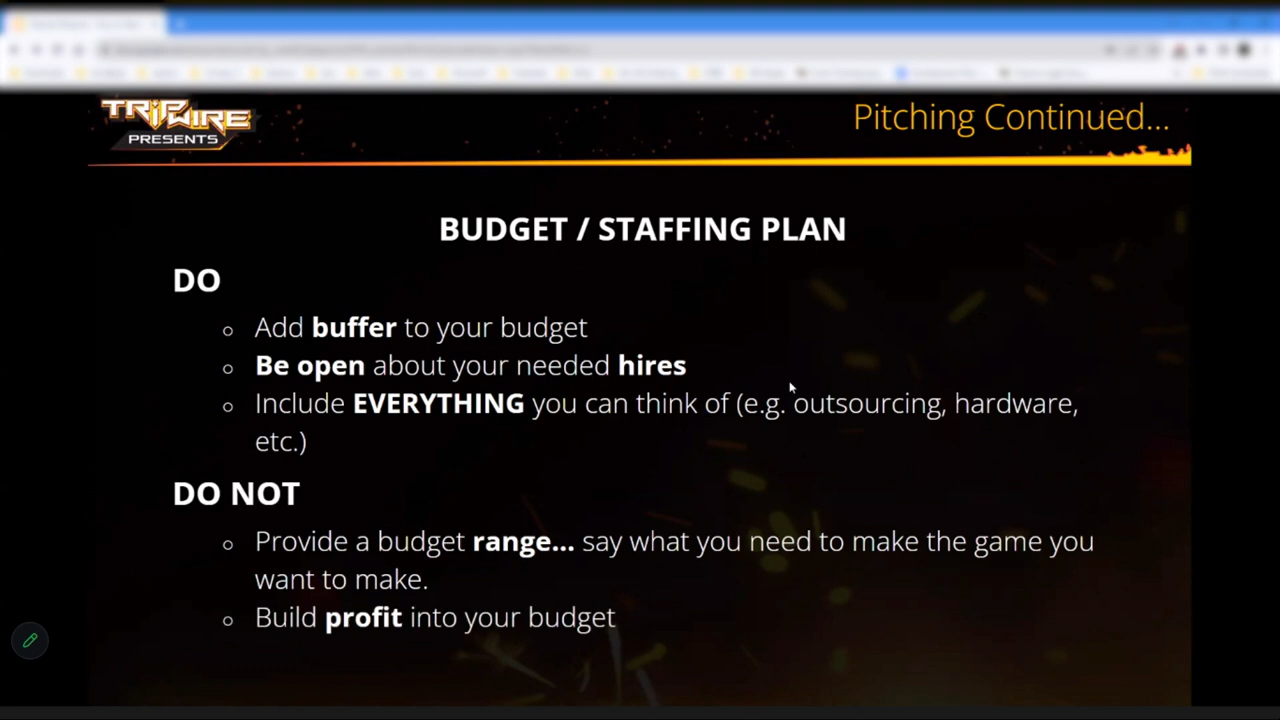 TRIPWIRE
PRESENTS
Pitching Continued...
BUDGET / STAFFING PLAN
DO
○ Add buffer to your budget
○ Be open about your needed hires
○ Include EVERYTHING you can think of (e.g. outsourcing, hardware,
etc.)
DO NOT
○ Provide a budget range... say what you need to make the game you
want to make.
○ Build profit into your budget